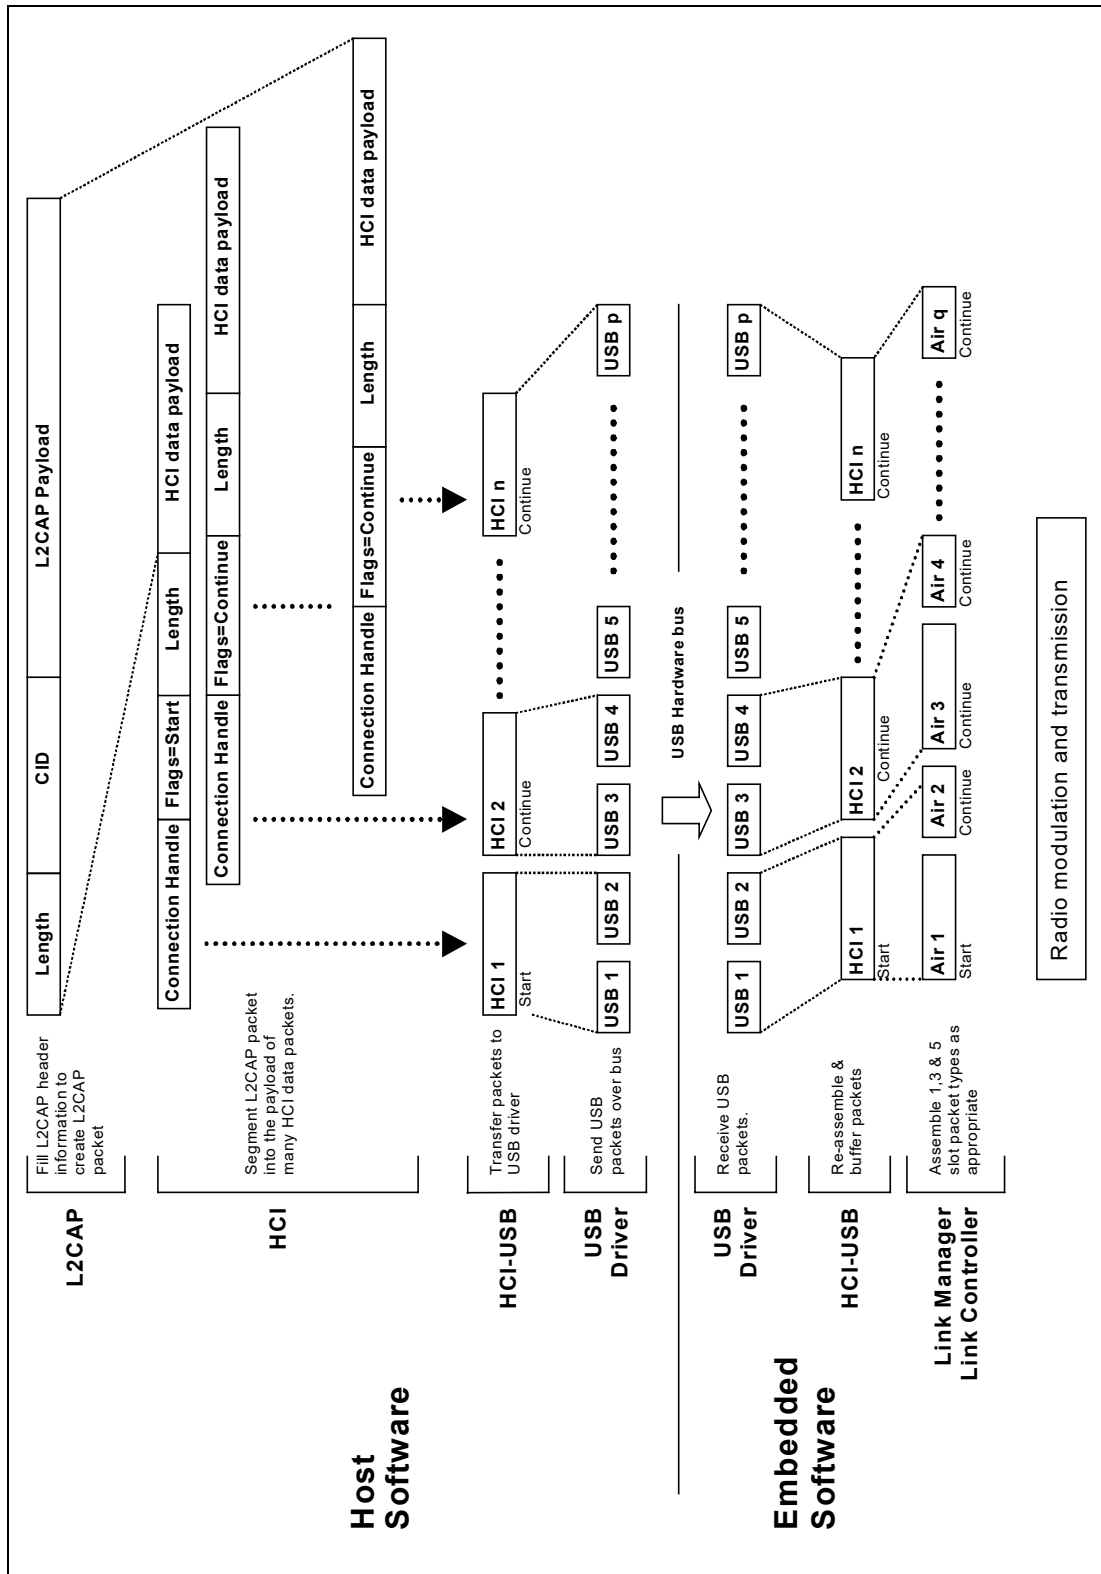 L2CAP
Fill L2CAP header
information to
create L2CAP
packet
Length CID L2CAP Payload
HCI
Segment L2CAP packet
into the payload of
many HCI data packets.
Connection Handle Flags=Start Length HCI data payload
Connection Handle Flags=Continue Length HCI data payload
Connection Handle Flags=Continue Length HCI data payload
Host
Software
HCI-USB
Transfer packets to
USB driver
HCI 1 HCI 2 HCI n
Start Continue Continue
USB
Driver
Send USB
packets over bus
USB 1 USB 2 USB 3 USB 4 USB 5 USB p
USB Hardware bus
USB
Driver
Receive USB
packets.
USB 1 USB 2 USB 3 USB 4 USB 5 USB p
Embedded
Software
HCI-USB
Re-assemble &
buffer packets
HCI 1 HCI 2 HCI n
Start Continue Continue
Link Manager
Link Controller
Assemble 1,3 & 5
slot packet types as
appropriate
Air 1 Air 2 Air 3 Air 4 Air q
Start Continue Continue Continue Continue
Radio modulation and transmission